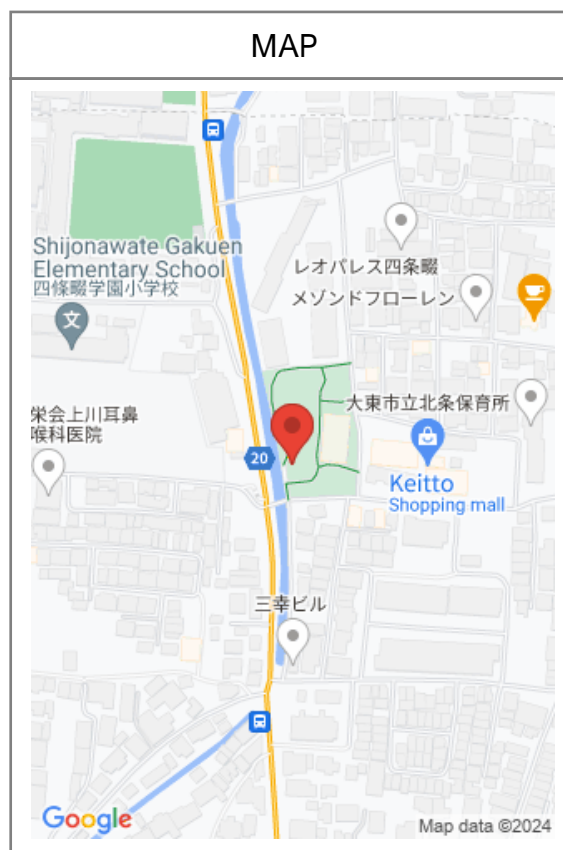 MAP
Shijonawate Gakuen
Elementary School
四條畷学園小学校
文
レオパレス四条畷
メゾンドフローレン
大東市立北条保育所
栄会上川耳鼻
喉科医院
20
Keitto
Shopping mall
三幸ビル
Google
Map data ©2024